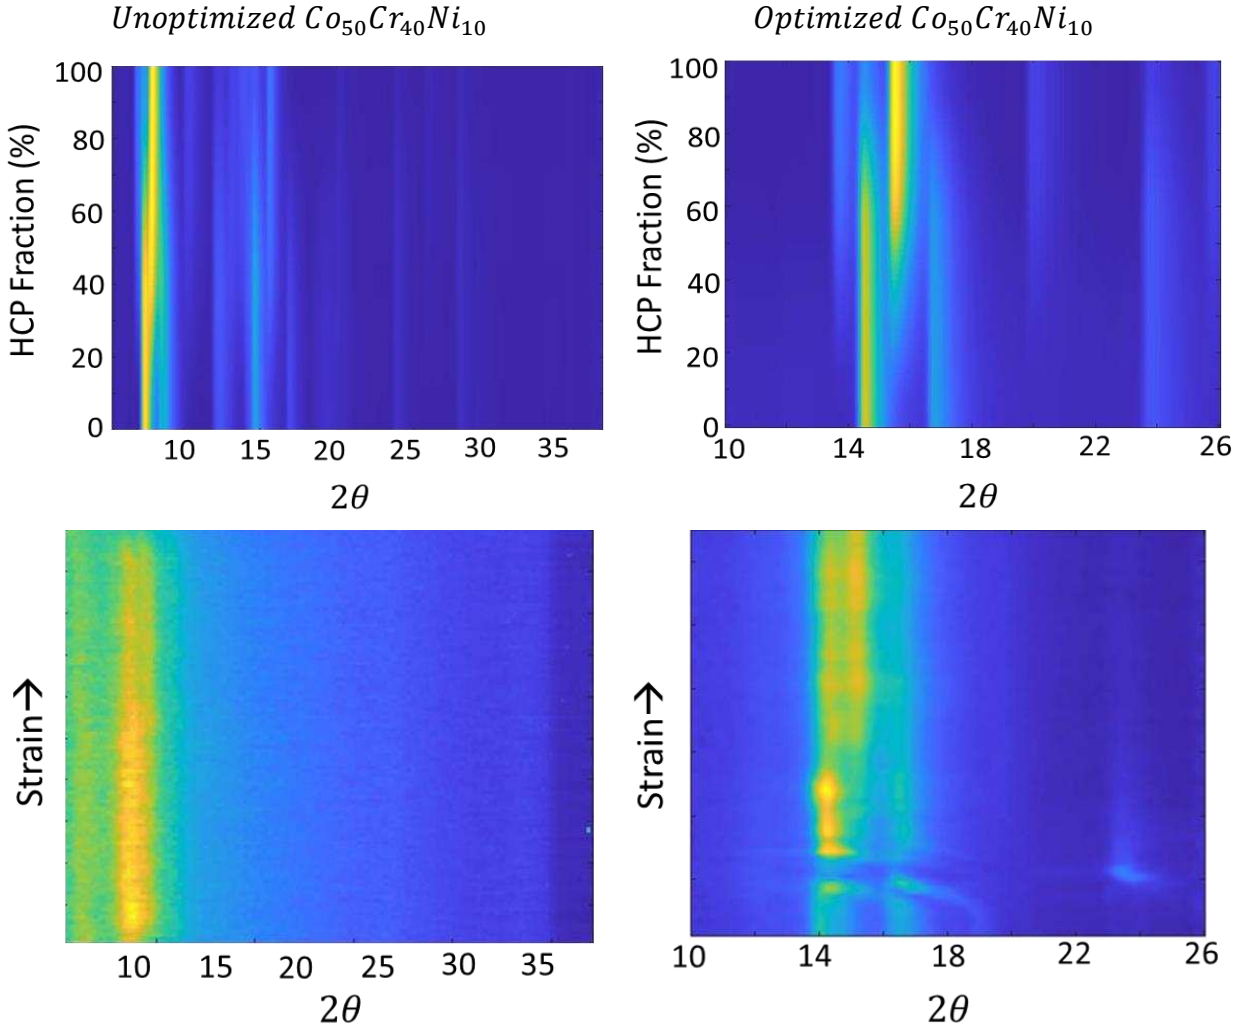 Unoptimized Co₅₀Cr₄₀Ni₁₀
Optimized Co₅₀Cr₄₀Ni₁₀
HCP Fraction (%)
100
80
60
40
20
0
10 15 20 25 30 35
2θ
HCP Fraction (%)
100
80
60
40
20
0
10 14 18 22 26
2θ
Strain→
10 15 20 25 30 35
2θ
Strain→
10 14 18 22 26
2θ